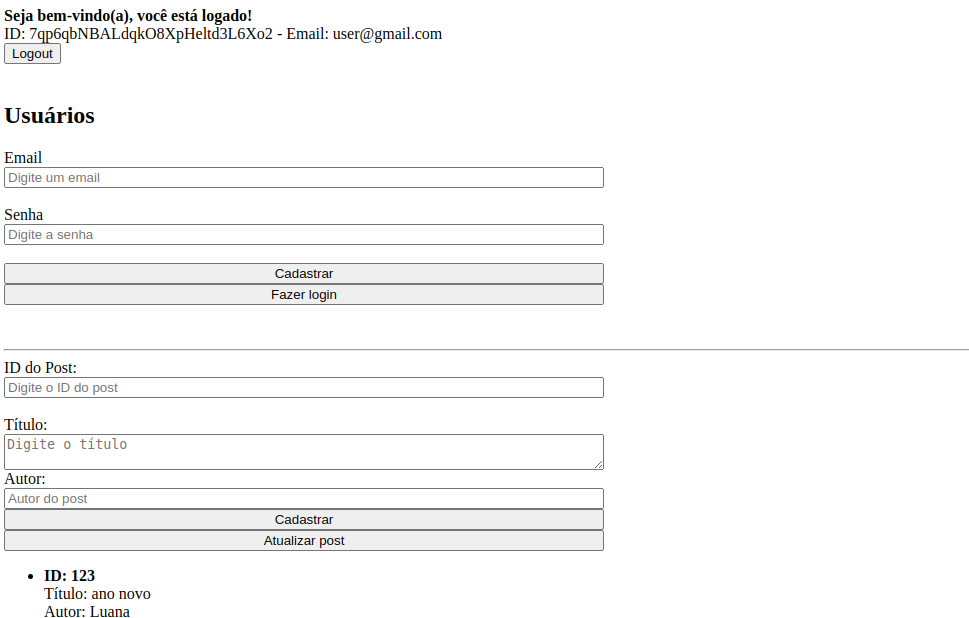 Seja bem-vindo(a), você está logado!
ID: 7qp6qbNBALdqkO8XpHeltd3L6Xo2 - Email: user@gmail.com
Logout
Usuários
Email
Digite um email
Senha
Digite a senha
Cadastrar
Fazer login
ID do Post:
Digite o ID do post
Título:
Digite o título
Autor:
Autor do post
Cadastrar
Atualizar post
ID: 123
Título: ano novo
Autor: Luana